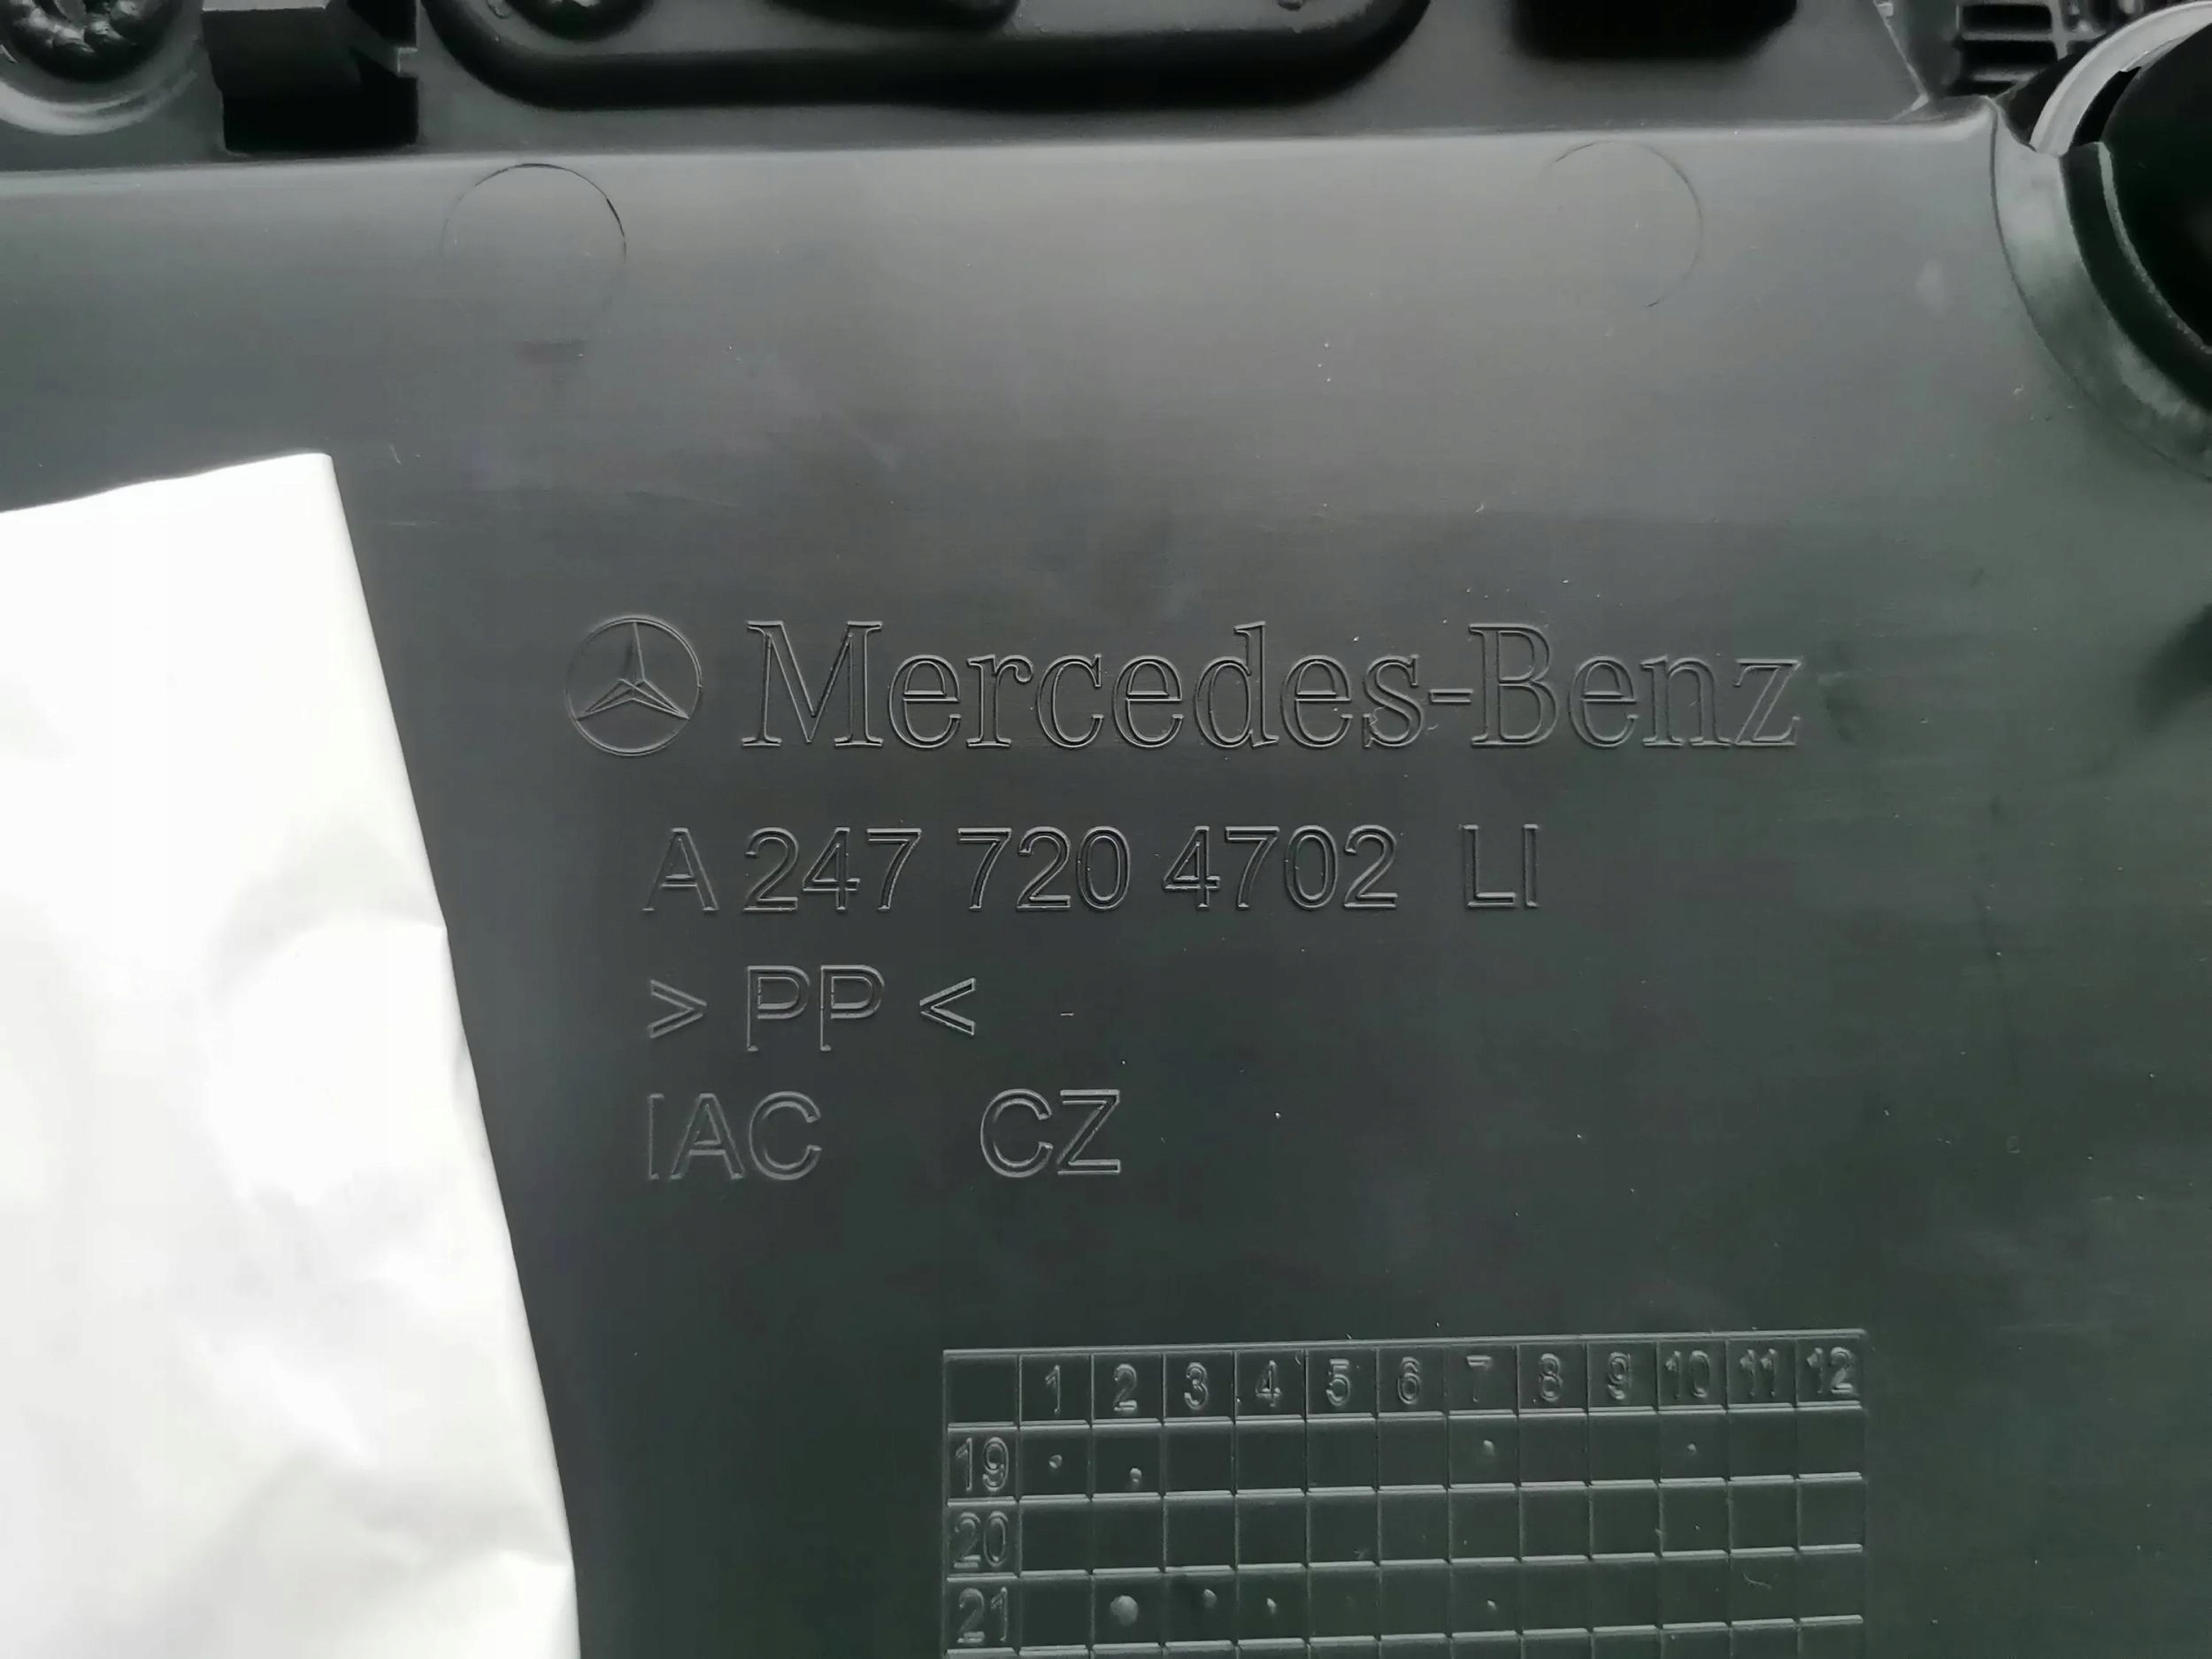 Mercedes-Benz
A 247 720 4702 LI
> PP <
IAC CZ
1 2 3 4 5 6 7 8 9 10 11 12
19
20
21